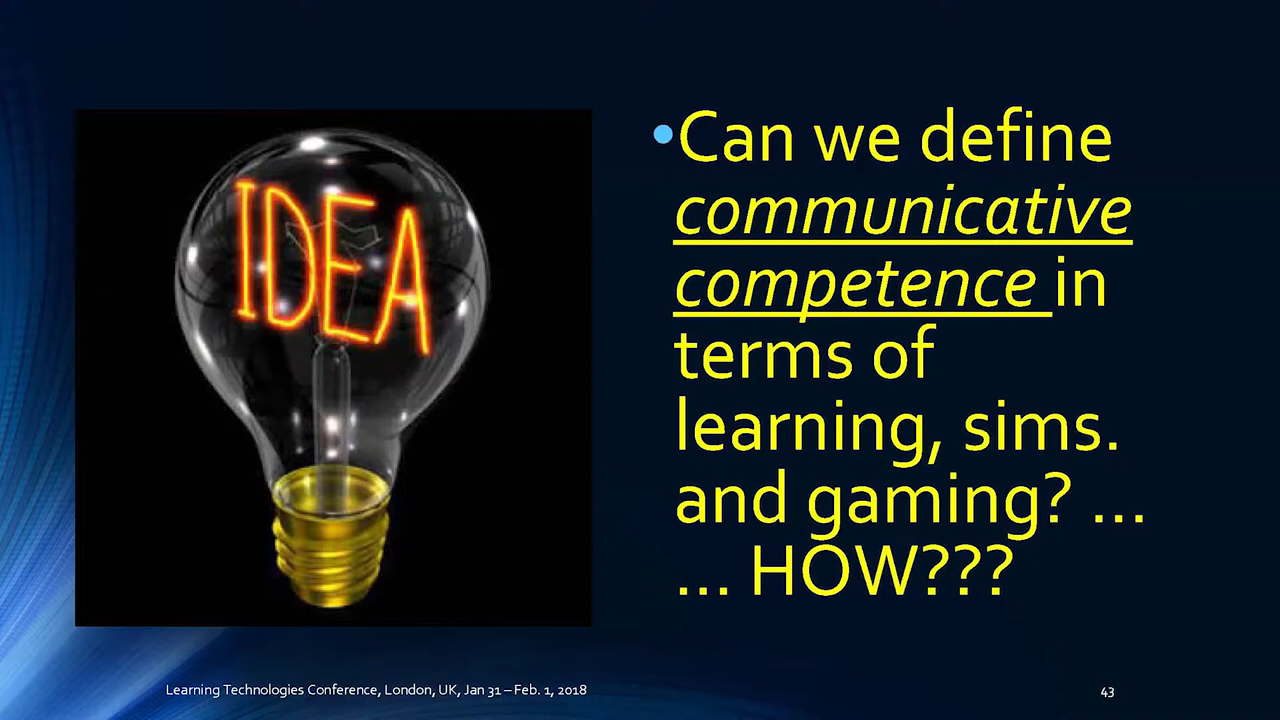 IDEA
•Can we define
communicative
competence in
terms of
learning, sims.
and gaming? ...
... HOW???
Learning Technologies Conference, London, UK, Jan 31 – Feb. 1, 2018
43